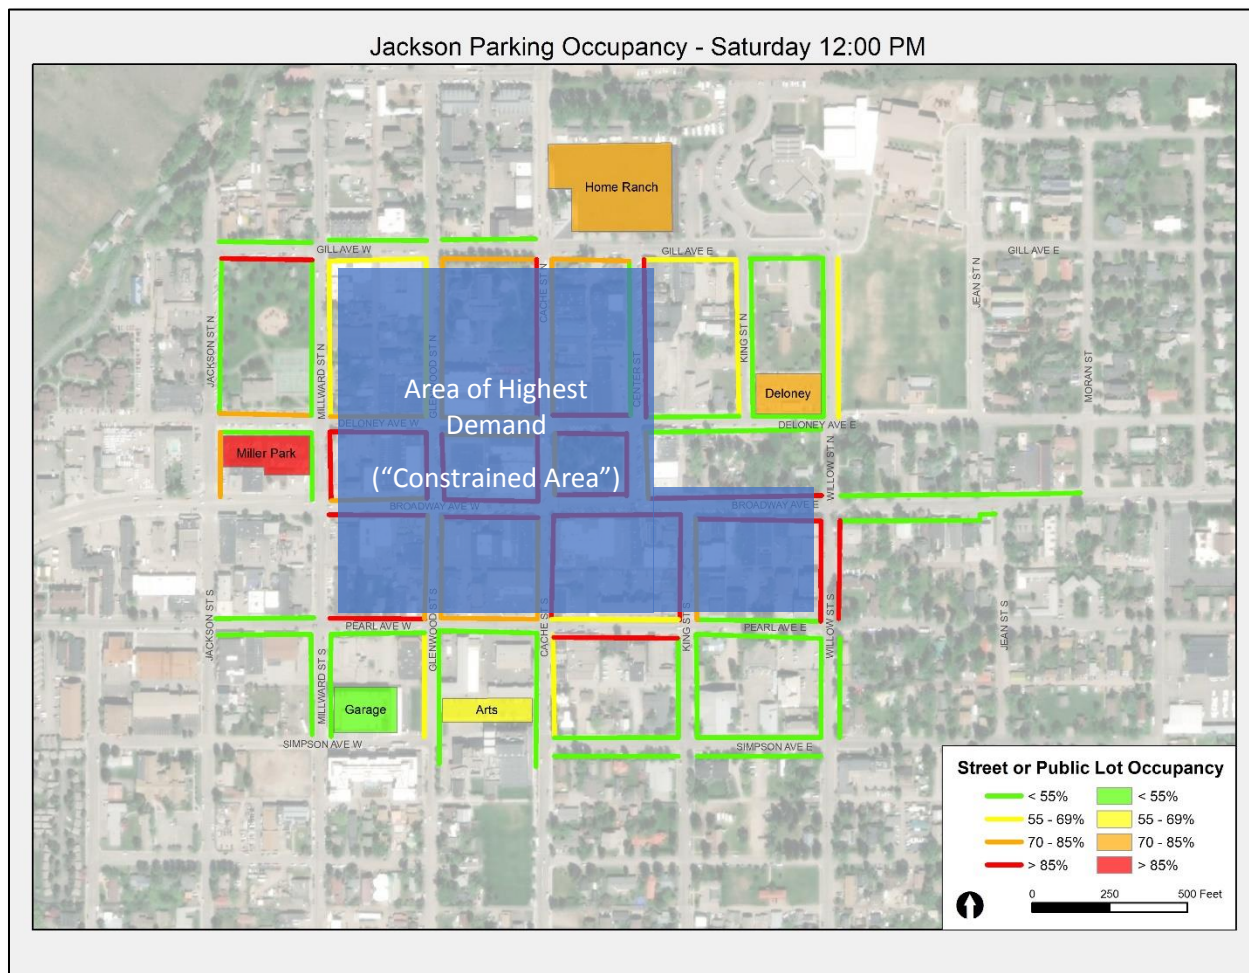 Jackson Parking Occupancy - Saturday 12:00 PM
Home Ranch
GILL AVE W
GILL AVE E
GILL AVE E
CACHE ST N
JEAN ST N
JACKSON ST N
MILLWARD ST N
GLENWOOD ST N
CENTER ST
KING ST N
MORAN ST
Area of Highest
Demand
("Constrained Area")
Deloney
DELONEY AVE W
DELONEY AVE E
Miller Park
WILLOW ST N
BROADWAY AVE W
BROADWAY AVE E
JACKSON ST S
PEARL AVE W
GLENWOOD ST S
CACHE ST S
KING ST S
PEARL AVE E
WILLOW ST S
JEAN ST S
MILLWARD ST S
Garage
Arts
SIMPSON AVE W
SIMPSON AVE E
Street or Public Lot Occupancy
< 55% < 55%
55 - 69% 55 - 69%
70 - 85% 70 - 85%
> 85% > 85%
0 250 500 Feet